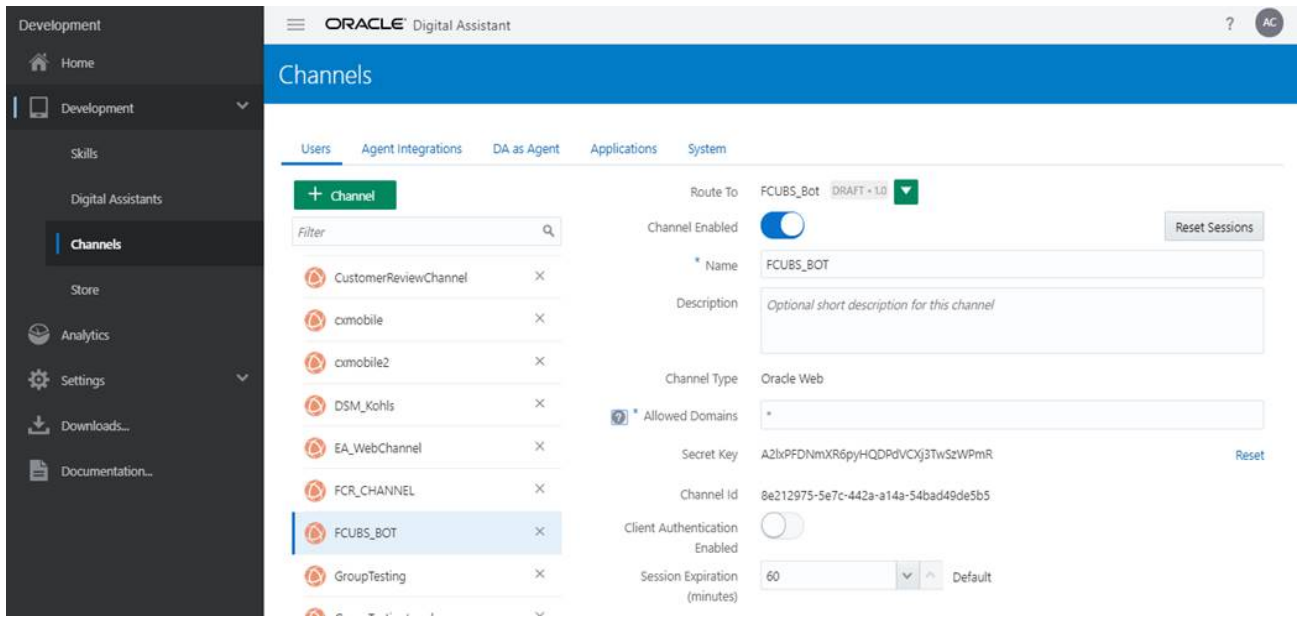 Development
Home
Development
Skills
Digital Assistants
Channels
Store
Analytics
Settings
Downloads...
Documentation...
ORACLE Digital Assistant
? AC
Channels
Users Agent Integrations DA as Agent Applications System
+ Channel
Filter
CustomerReviewChannel
cxmobile
cxmobile2
DSM_Kohls
EA_WebChannel
FCR_CHANNEL
FCUBS_BOT
GroupTesting
Route To FCUBS_Bot DRAFT • 1.0
Channel Enabled Reset Sessions
* Name FCUBS_BOT
Description Optional short description for this channel
Channel Type Oracle Web
? * Allowed Domains *
Secret Key A2lxPFDNmXR6pyHQDPdVCXj3TwSzWPmR Reset
Channel Id 8e212975-5e7c-442a-a14a-54bad49de5b5
Client Authentication
Enabled
Session Expiration 60 Default
(minutes)